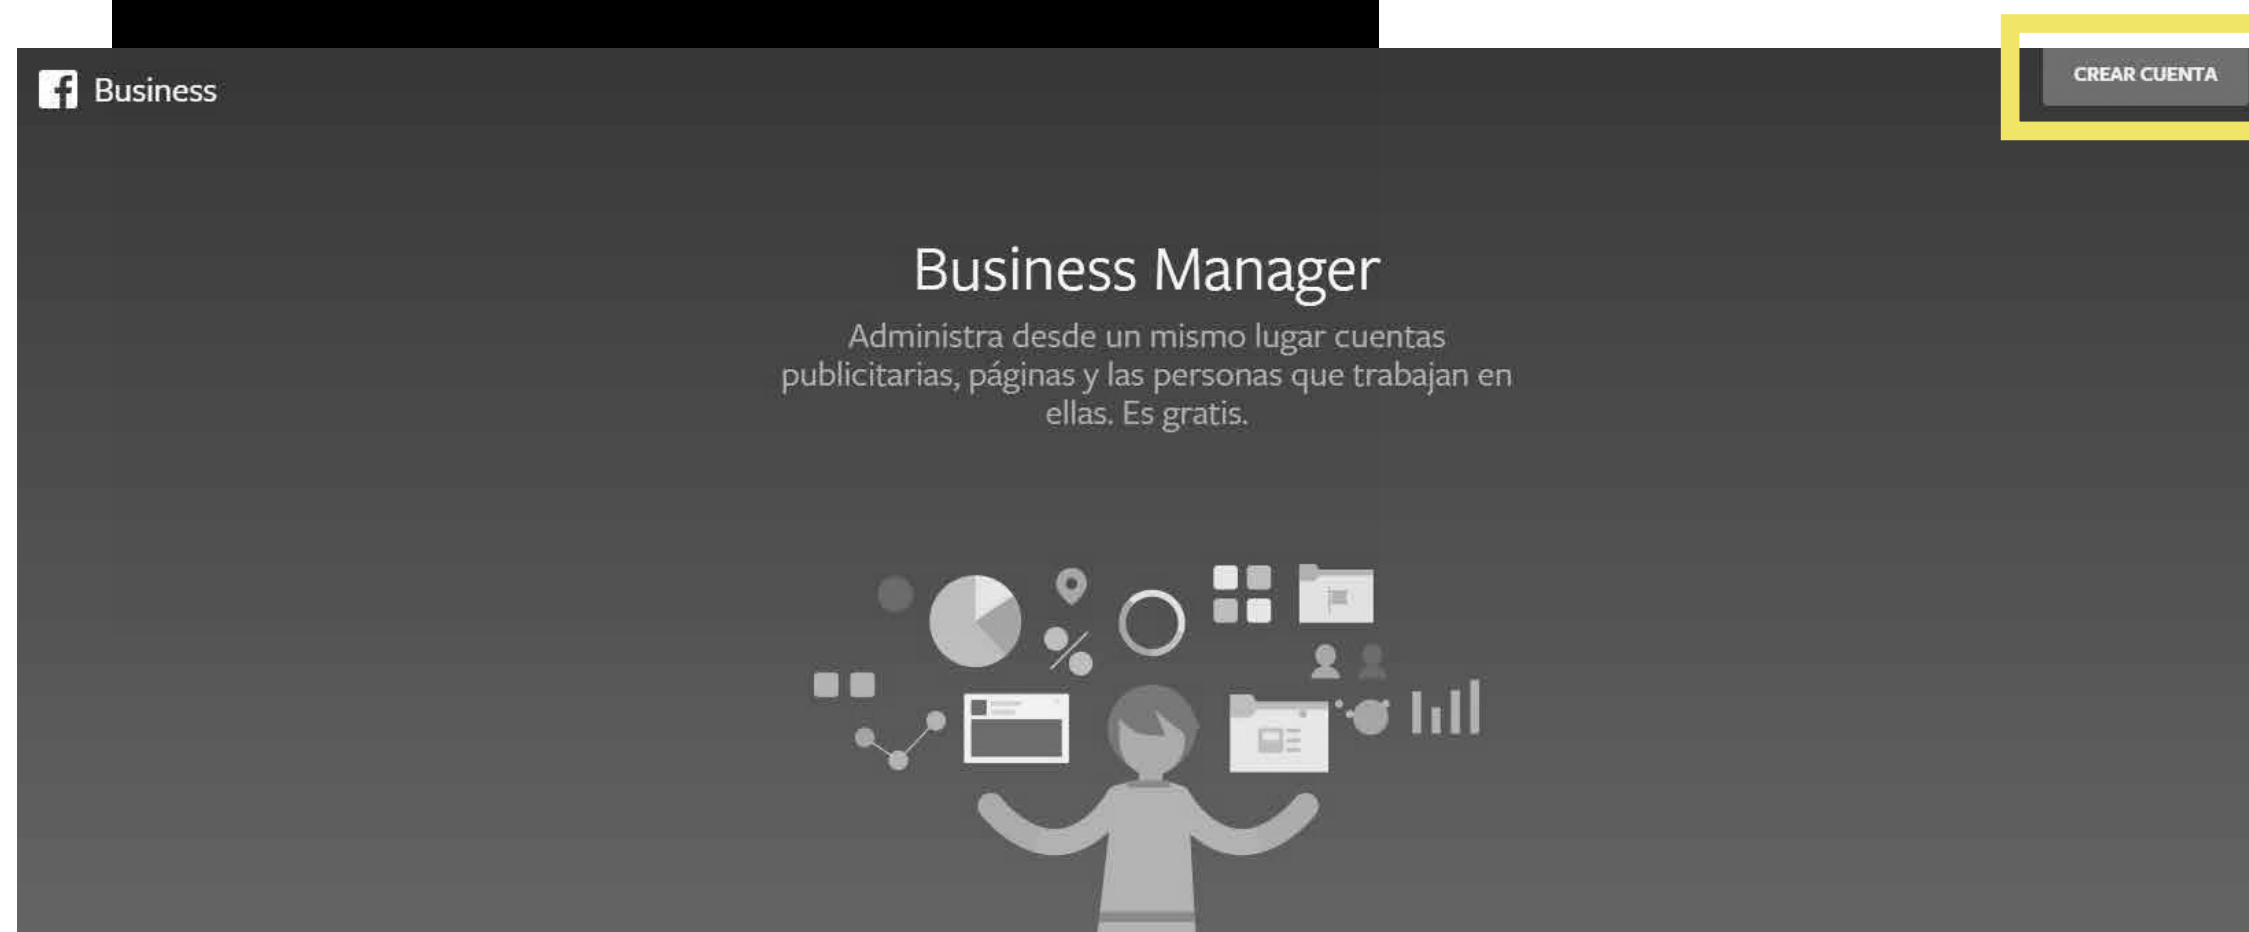 Business
CREAR CUENTA
Business Manager
Administra desde un mismo lugar cuentas
publicitarias, páginas y las personas que trabajan en
ellas. Es gratis.